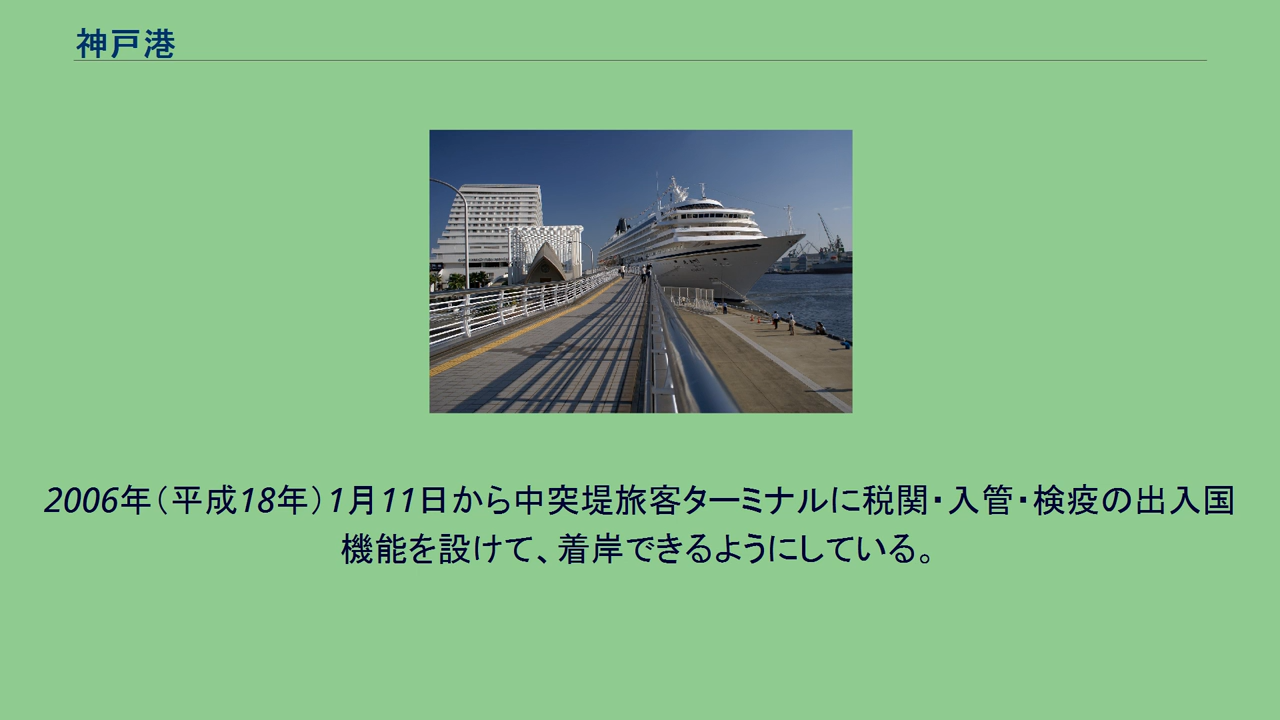 神戸港
2006年（平成18年）1月11日から中突堤旅客ターミナルに税関・入管・検疫の出入国
機能を設けて、着岸できるようにしている。